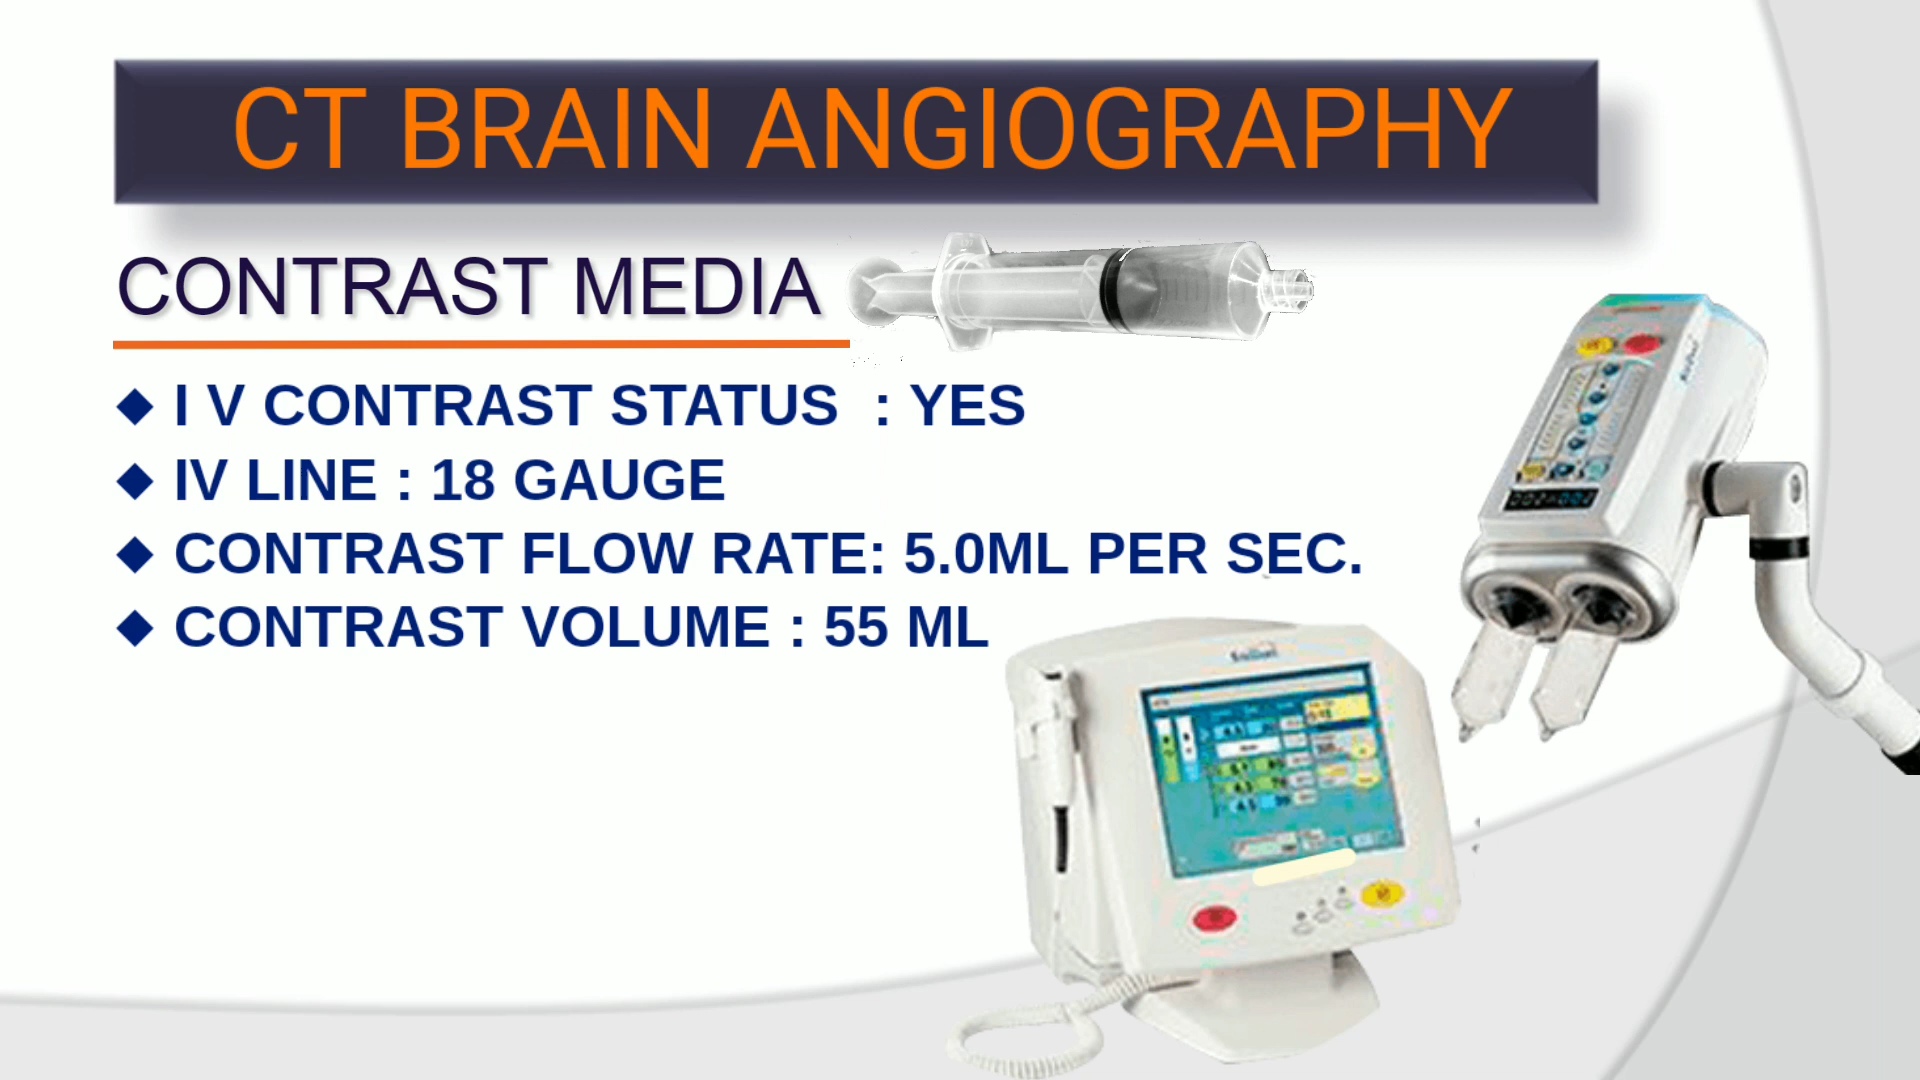 CT BRAIN ANGIOGRAPHY
CONTRAST MEDIA
◆ I V CONTRAST STATUS : YES
◆ IV LINE : 18 GAUGE
◆ CONTRAST FLOW RATE: 5.0ML PER SEC.
◆ CONTRAST VOLUME : 55 ML